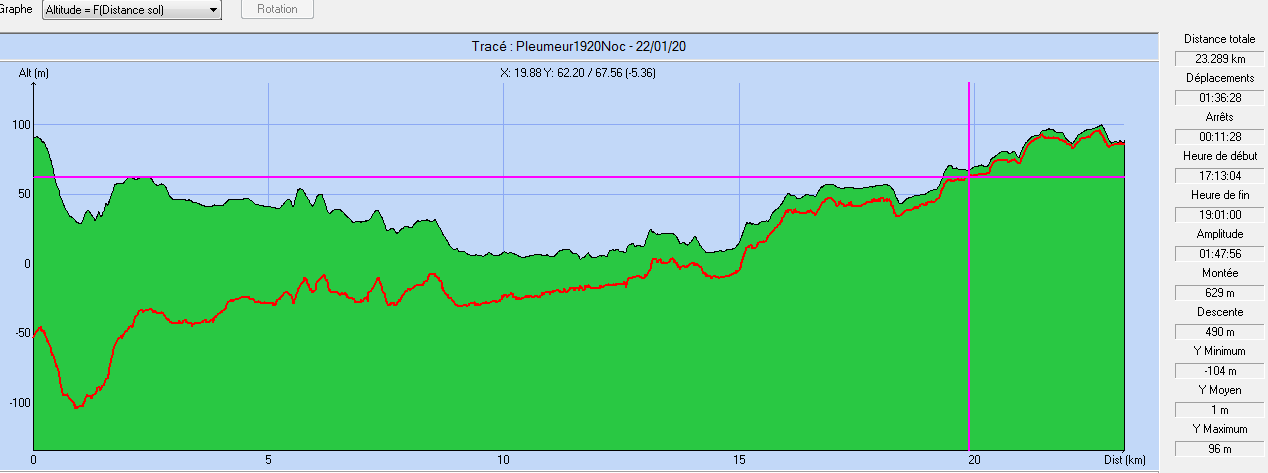 Graphe Altitude = F(Distance sol) Rotation
Tracé : Pleumeur1920Noc - 22/01/20
Alt (m) X: 19.88 Y: 62.20 / 67.56 (-5.36)
100
50
0
-50
-100
0 5 10 15 20 Dist (km)
Distance totale
23.289 km
Déplacements
01:36:28
Arrêts
00:11:28
Heure de début
17:13:04
Heure de fin
19:01:00
Amplitude
01:47:56
Montée
629 m
Descente
490 m
Y Minimum
-104 m
Y Moyen
1 m
Y Maximum
96 m